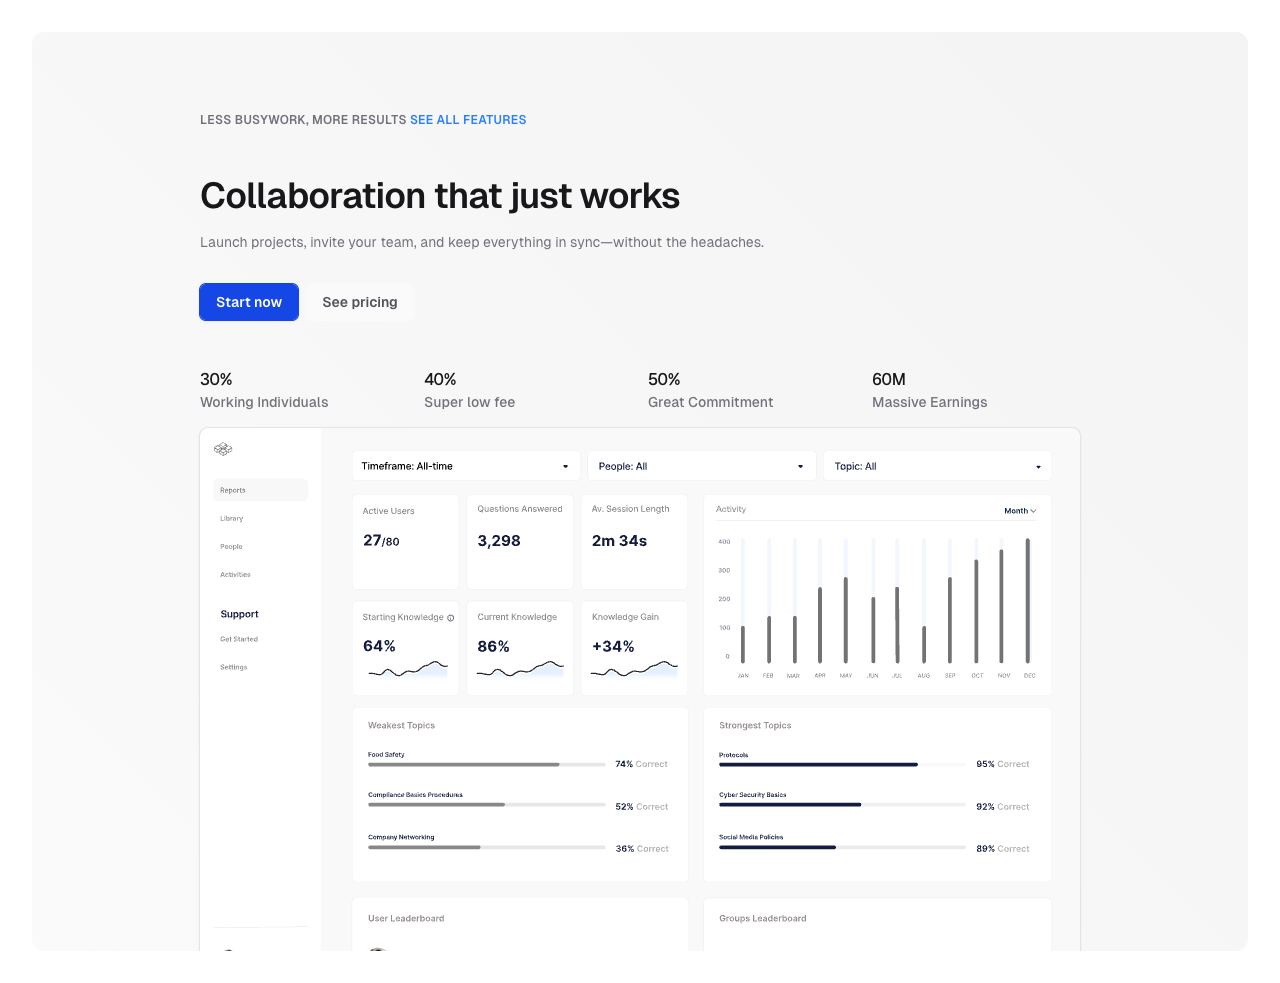 LESS BUSYWORK, MORE RESULTS SEE ALL FEATURES
Collaboration that just works
Launch projects, invite your team, and keep everything in sync—without the headaches.
Start now
See pricing
30%
Working Individuals
40%
Super low fee
50%
Great Commitment
60M
Massive Earnings
Reports
Library
People
Activities
Support
Get Started
Settings
Timeframe: All-time
People: All
Topic: All
Active Users
27/80
Questions Answered
3,298
Av. Session Length
2m 34s
Starting Knowledge
64%
Current Knowledge
86%
Knowledge Gain
+34%
Activity
Month
400
300
200
100
0
JAN FEB MAR APR MAY JUN JUL AUG SEP OCT NOV DEC
Weakest Topics
Food Safety
74% Correct
Compliance Basics Procedures
52% Correct
Company Networking
36% Correct
Strongest Topics
Protocols
95% Correct
Cyber Security Basics
92% Correct
Social Media Policies
89% Correct
User Leaderboard
Groups Leaderboard